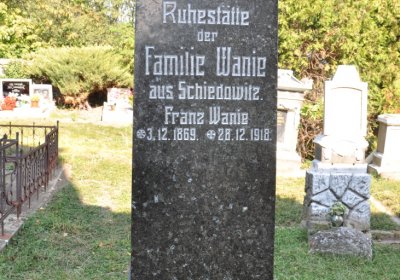 Ruhestätte
der
Familie Wanie
aus Schiedowitz.
Franz Wanie
✻3.12.1869. ✻28.12.1918.